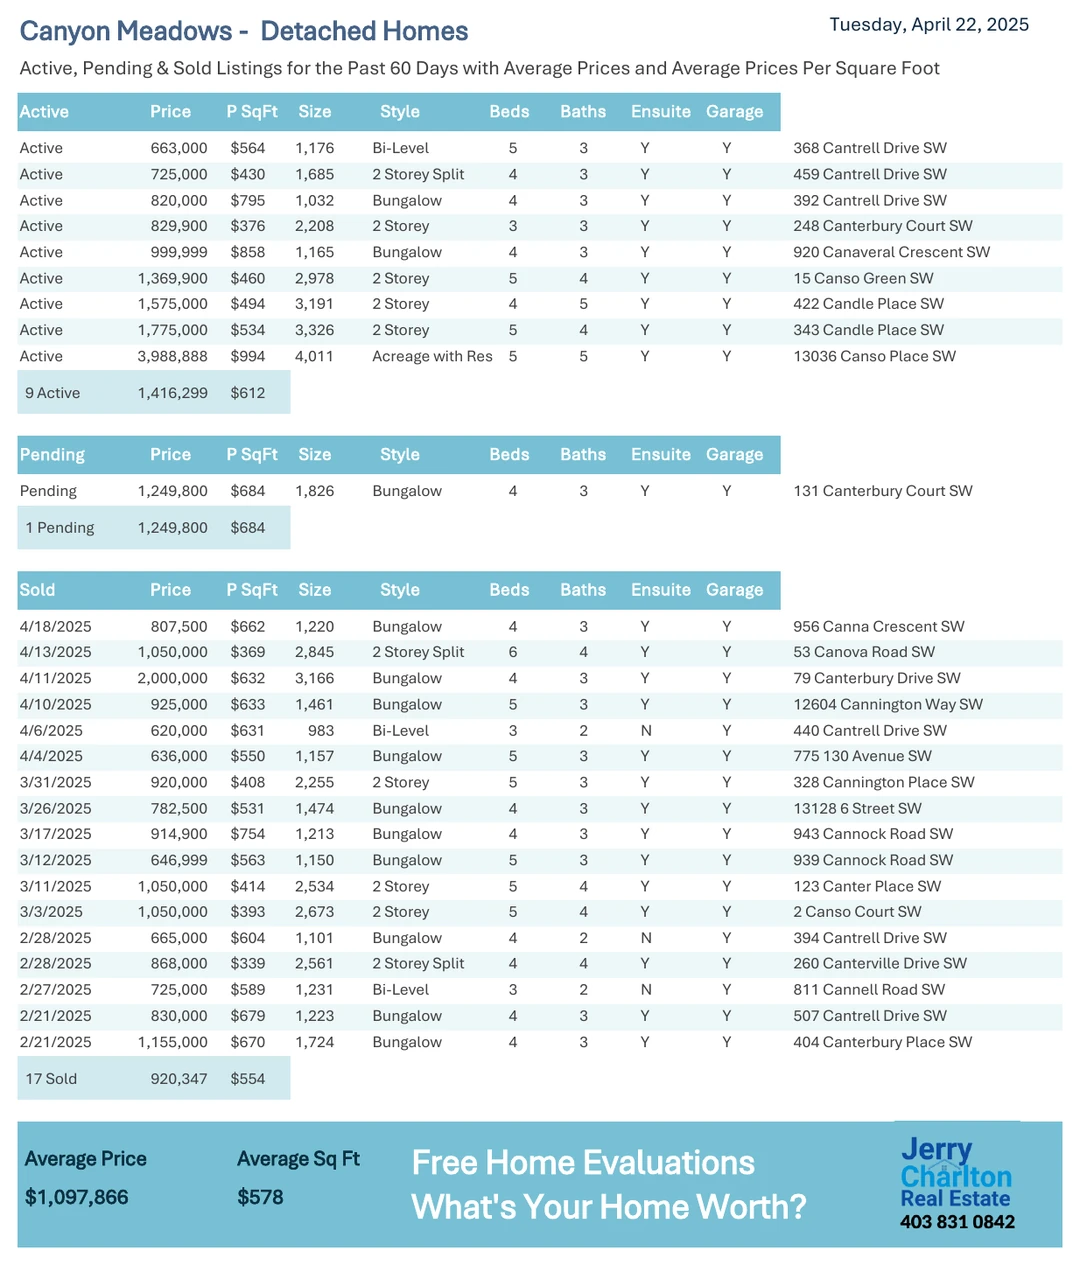 Canyon Meadows - Detached Homes
Tuesday, April 22, 2025
Active, Pending & Sold Listings for the Past 60 Days with Average Prices and Average Prices Per Square Foot
Active Price P SqFt Size Style Beds Baths Ensuite Garage
Active 663,000 $564 1,176 Bi-Level 5 3 Y Y 368 Cantrell Drive SW
Active 725,000 $430 1,685 2 Storey Split 4 3 Y Y 459 Cantrell Drive SW
Active 820,000 $795 1,032 Bungalow 4 3 Y Y 392 Cantrell Drive SW
Active 829,900 $376 2,208 2 Storey 3 3 Y Y 248 Canterbury Court SW
Active 999,999 $858 1,165 Bungalow 4 3 Y Y 920 Canaveral Crescent SW
Active 1,369,900 $460 2,978 2 Storey 5 4 Y Y 15 Canso Green SW
Active 1,575,000 $494 3,191 2 Storey 4 5 Y Y 422 Candle Place SW
Active 1,775,000 $534 3,326 2 Storey 5 4 Y Y 343 Candle Place SW
Active 3,988,888 $994 4,011 Acreage with Res 5 5 Y Y 13036 Canso Place SW
9 Active 1,416,299 $612
Pending Price P SqFt Size Style Beds Baths Ensuite Garage
Pending 1,249,800 $684 1,826 Bungalow 4 3 Y Y 131 Canterbury Court SW
1 Pending 1,249,800 $684
Sold Price P SqFt Size Style Beds Baths Ensuite Garage
4/18/2025 807,500 $662 1,220 Bungalow 4 3 Y Y 956 Canna Crescent SW
4/13/2025 1,050,000 $369 2,845 2 Storey Split 6 4 Y Y 53 Canova Road SW
4/11/2025 2,000,000 $632 3,166 Bungalow 4 3 Y Y 79 Canterbury Drive SW
4/10/2025 925,000 $633 1,461 Bungalow 5 3 Y Y 12604 Cannington Way SW
4/6/2025 620,000 $631 983 Bi-Level 3 2 N Y 440 Cantrell Drive SW
4/4/2025 636,000 $550 1,157 Bungalow 5 3 Y Y 775 130 Avenue SW
3/31/2025 920,000 $408 2,255 2 Storey 5 3 Y Y 328 Cannington Place SW
3/26/2025 782,500 $531 1,474 Bungalow 4 3 Y Y 13128 6 Street SW
3/17/2025 914,900 $754 1,213 Bungalow 4 3 Y Y 943 Cannock Road SW
3/12/2025 646,999 $563 1,150 Bungalow 5 3 Y Y 939 Cannock Road SW
3/11/2025 1,050,000 $414 2,534 2 Storey 5 4 Y Y 123 Canter Place SW
3/3/2025 1,050,000 $393 2,673 2 Storey 5 4 Y Y 2 Canso Court SW
2/28/2025 665,000 $604 1,101 Bungalow 4 2 N Y 394 Cantrell Drive SW
2/28/2025 868,000 $339 2,561 2 Storey Split 4 4 Y Y 260 Canterville Drive SW
2/27/2025 725,000 $589 1,231 Bi-Level 3 2 N Y 811 Cannell Road SW
2/21/2025 830,000 $679 1,223 Bungalow 4 3 Y Y 507 Cantrell Drive SW
2/21/2025 1,155,000 $670 1,724 Bungalow 4 3 Y Y 404 Canterbury Place SW
17 Sold 920,347 $554
Average Price Average Sq Ft
$1,097,866 $578
Free Home Evaluations
What's Your Home Worth?
Jerry
Charlton
Real Estate
403 831 0842